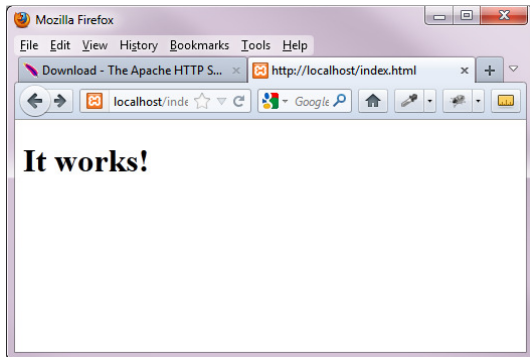 Mozilla Firefox
File Edit View History Bookmarks Tools Help
Download - The Apache HTTP S... http://localhost/index.html
localhost/inde Google
It works!